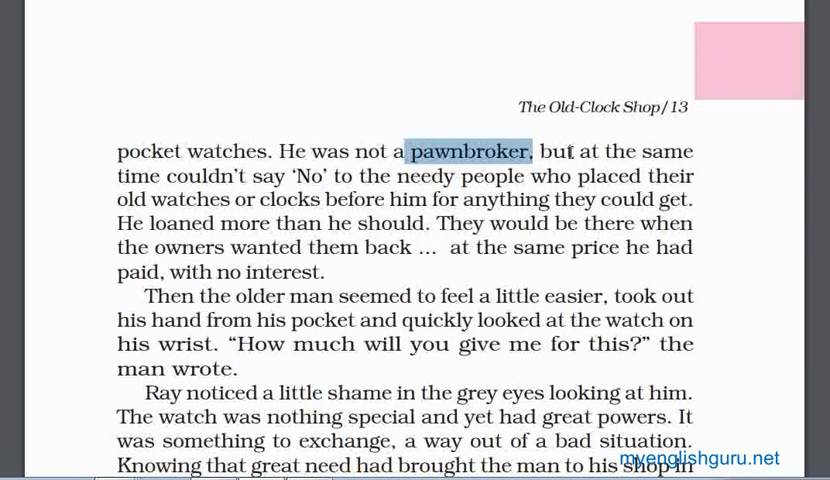 The Old-Clock Shop/13
pocket watches. He was not a pawnbroker, but at the same
time couldn't say 'No' to the needy people who placed their
old watches or clocks before him for anything they could get.
He loaned more than he should. They would be there when
the owners wanted them back ... at the same price he had
paid, with no interest.
Then the older man seemed to feel a little easier, took out
his hand from his pocket and quickly looked at the watch on
his wrist. “How much will you give me for this?” the
man wrote.
Ray noticed a little shame in the grey eyes looking at him.
The watch was nothing special and yet had great powers. It
was something to exchange, a way out of a bad situation.
Knowing that great need had brought the man to his shop in
myenglishguru.net